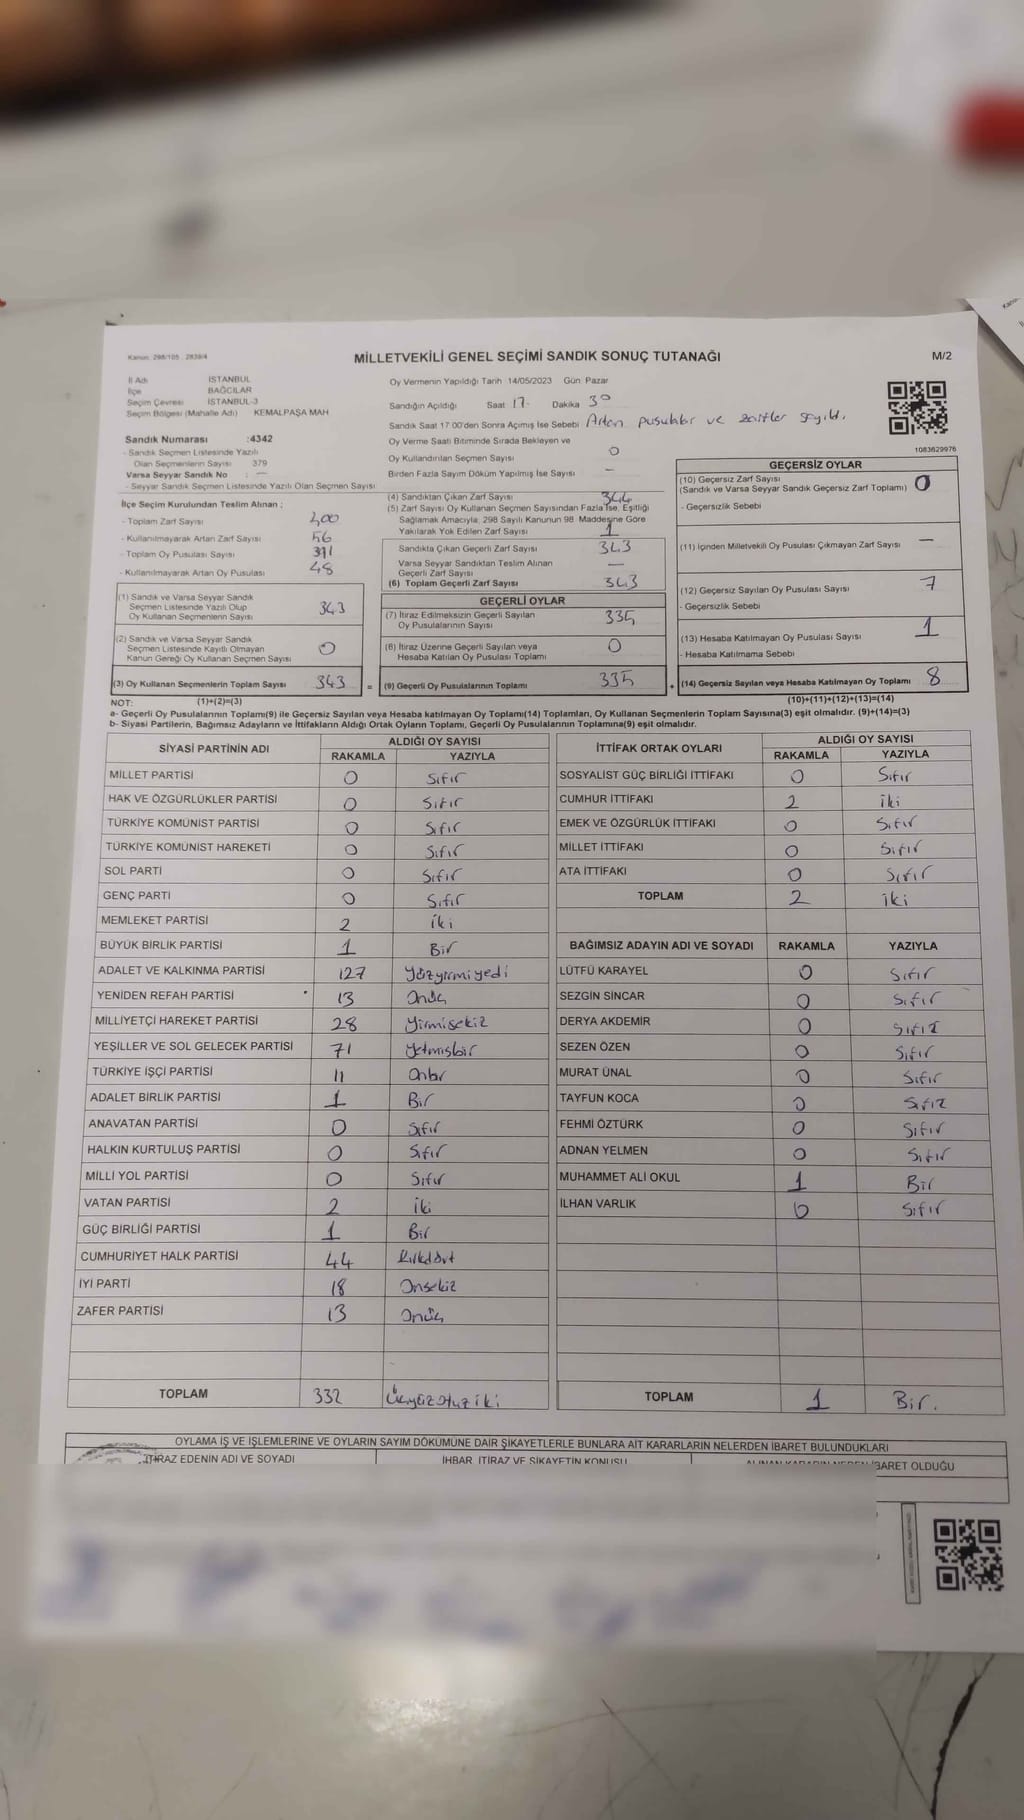 Kanun: 298/105 , 2839/4
MİLLETVEKİLİ GENEL SEÇİMİ SANDIK SONUÇ TUTANAĞI
M/2
İl Adı İSTANBUL
İlçe BAĞCILAR
Seçim Çevresi İSTANBUL-3
Seçim Bölgesi (Mahalle Adı) KEMALPAŞA MAH
Sandık Numarası :4342
- Sandık Seçmen Listesinde Yazılı
Olan Seçmenlerin Sayısı 379
Varsa Seyyar Sandık No : —
- Seyyar Sandık Seçmen Listesinde Yazılı Olan Seçmen Sayısı
Oy Vermenin Yapıldığı Tarih 14/05/2023 Gün Pazar
Sandığın Açıldığı Saat 17 Dakika 30
Sandık Saat 17:00'den Sonra Açımış İse Sebebi Artan pusulalar ve zarflar sayıldı.
Oy Verme Saati Bitiminde Sırada Bekleyen ve
Oy Kullandırılan Seçmen Sayısı 0
Birden Fazla Sayım Döküm Yapılmış İse Sayısı —
1083629976
İlçe Seçim Kurulundan Teslim Alınan ;
- Toplam Zarf Sayısı 400
- Kullanılmayarak Artan Zarf Sayısı 56
- Toplam Oy Pusulası Sayısı 391
- Kullanılmayarak Artan Oy Pusulası 48
(1) Sandık ve Varsa Seyyar Sandık
Seçmen Listesinde Yazılı Olup
Oy Kullanan Seçmenlerin Sayısı 343
(2) Sandık ve Varsa Seyyar Sandık
Seçmen Listesinde Kayıtlı Olmayan
Kanun Gereği Oy Kullanan Seçmen Sayısı 0
(3) Oy Kullanan Seçmenlerin Toplam Sayısı 343 =
(4) Sandıktan Çıkan Zarf Sayısı 344
(5) Zarf Sayısı Oy Kullanan Seçmen Sayısından Fazla İse, Eşitliği
Sağlamak Amacıyla, 298 Sayılı Kanunun 98 Maddesine Göre
Yakılarak Yok Edilen Zarf Sayısı 1
Sandıkta Çıkan Geçerli Zarf Sayısı 343
Varsa Seyyar Sandıktan Teslim Alınan
Geçerli Zarf Sayısı —
(6) Toplam Geçerli Zarf Sayısı 343
GEÇERLİ OYLAR
(7) İtiraz Edilmeksizin Geçerli Sayılan
Oy Pusulalarının Sayısı 335
(8) İtiraz Üzerine Geçerli Sayılan veya
Hesaba Katılan Oy Pusulası Toplamı 0
(9) Geçerli Oy Pusulalarının Toplamı 335 +
GEÇERSİZ OYLAR
(10) Geçersiz Zarf Sayısı
(Sandık ve Varsa Seyyar Sandık Geçersiz Zarf Toplamı) 0
- Geçersizlik Sebebi
(11) İçinden Milletvekili Oy Pusulası Çıkmayan Zarf Sayısı —
(12) Geçersiz Sayılan Oy Pusulası Sayısı 7
- Geçersizlik Sebebi
(13) Hesaba Katılmayan Oy Pusulası Sayısı 1
- Hesaba Katılmama Sebebi
(14) Geçersiz Sayılan veya Hesaba Katılmayan Oy Toplamı 8
NOT: (1)+(2)=(3) (10)+(11)+(12)+(13)=(14)
a- Geçerli Oy Pusulalarının Toplamı(9) ile Geçersiz Sayılan veya Hesaba katılmayan Oy Toplamı(14) Toplamları, Oy Kullanan Seçmenlerin Toplam Sayısına(3) eşit olmalıdır. (9)+(14)=(3)
b- Siyasi Partilerin, Bağımsız Adayların ve İttifakların Aldığı Ortak Oyların Toplamı, Geçerli Oy Pusulalarının Toplamına(9) eşit olmalıdır.
SİYASİ PARTİNİN ADI ALDIĞI OY SAYISI
RAKAMLA YAZIYLA
MİLLET PARTİSİ 0 Sıfır
HAK VE ÖZGÜRLÜKLER PARTİSİ 0 Sıfır
TÜRKİYE KOMÜNİST PARTİSİ 0 Sıfır
TÜRKİYE KOMÜNİST HAREKETİ 0 Sıfır
SOL PARTİ 0 Sıfır
GENÇ PARTİ 0 Sıfır
MEMLEKET PARTİSİ 2 iki
BÜYÜK BİRLİK PARTİSİ 1 Bir
ADALET VE KALKINMA PARTİSİ 127 Yüzyirmiyedi
YENİDEN REFAH PARTİSİ 13 Onüç
MİLLİYETÇİ HAREKET PARTİSİ 28 Yirmisekiz
YEŞİLLER VE SOL GELECEK PARTİSİ 71 Yetmişbir
TÜRKİYE İŞÇİ PARTİSİ 11 Onbir
ADALET BİRLİK PARTİSİ 1 Bir
ANAVATAN PARTİSİ 0 Sıfır
HALKIN KURTULUŞ PARTİSİ 0 Sıfır
MİLLİ YOL PARTİSİ 0 Sıfır
VATAN PARTİSİ 2 iki
GÜÇ BİRLİĞİ PARTİSİ 1 Bir
CUMHURİYET HALK PARTİSİ 44 Kırkdört
İYİ PARTİ 18 Onsekiz
ZAFER PARTİSİ 13 Onüç
TOPLAM 332 Üçyüzotuziki
İTTİFAK ORTAK OYLARI ALDIĞI OY SAYISI
RAKAMLA YAZIYLA
SOSYALİST GÜÇ BİRLİĞİ İTTİFAKI 0 Sıfır
CUMHUR İTTİFAKI 2 iki
EMEK VE ÖZGÜRLÜK İTTİFAKI 0 Sıfır
MİLLET İTTİFAKI 0 Sıfır
ATA İTTİFAKI 0 Sıfır
TOPLAM 2 iki
BAĞIMSIZ ADAYIN ADI VE SOYADI RAKAMLA YAZIYLA
LÜTFÜ KARAYEL 0 Sıfır
SEZGİN SİNCAR 0 Sıfır
DERYA AKDEMİR 0 Sıfır
SEZEN ÖZEN 0 Sıfır
MURAT ÜNAL 0 Sıfır
TAYFUN KOCA 0 Sıfır
FEHMİ ÖZTÜRK 0 Sıfır
ADNAN YELMEN 0 Sıfır
MUHAMMET ALİ OKUL 1 Bir
İLHAN VARLIK 0 Sıfır
TOPLAM 1 Bir.
OYLAMA İŞ VE İŞLEMLERİNE VE OYLARIN SAYIM DÖKÜMÜNE DAİR ŞİKAYETLERLE BUNLARA AİT KARARLARIN NELERDEN İBARET BULUNDUKLARI
İTİRAZ EDENİN ADI VE SOYADI İHBAR, İTİRAZ VE ŞİKAYETİN KONUSU ALINAN KARARIN NEDEN İBARET OLDUĞU